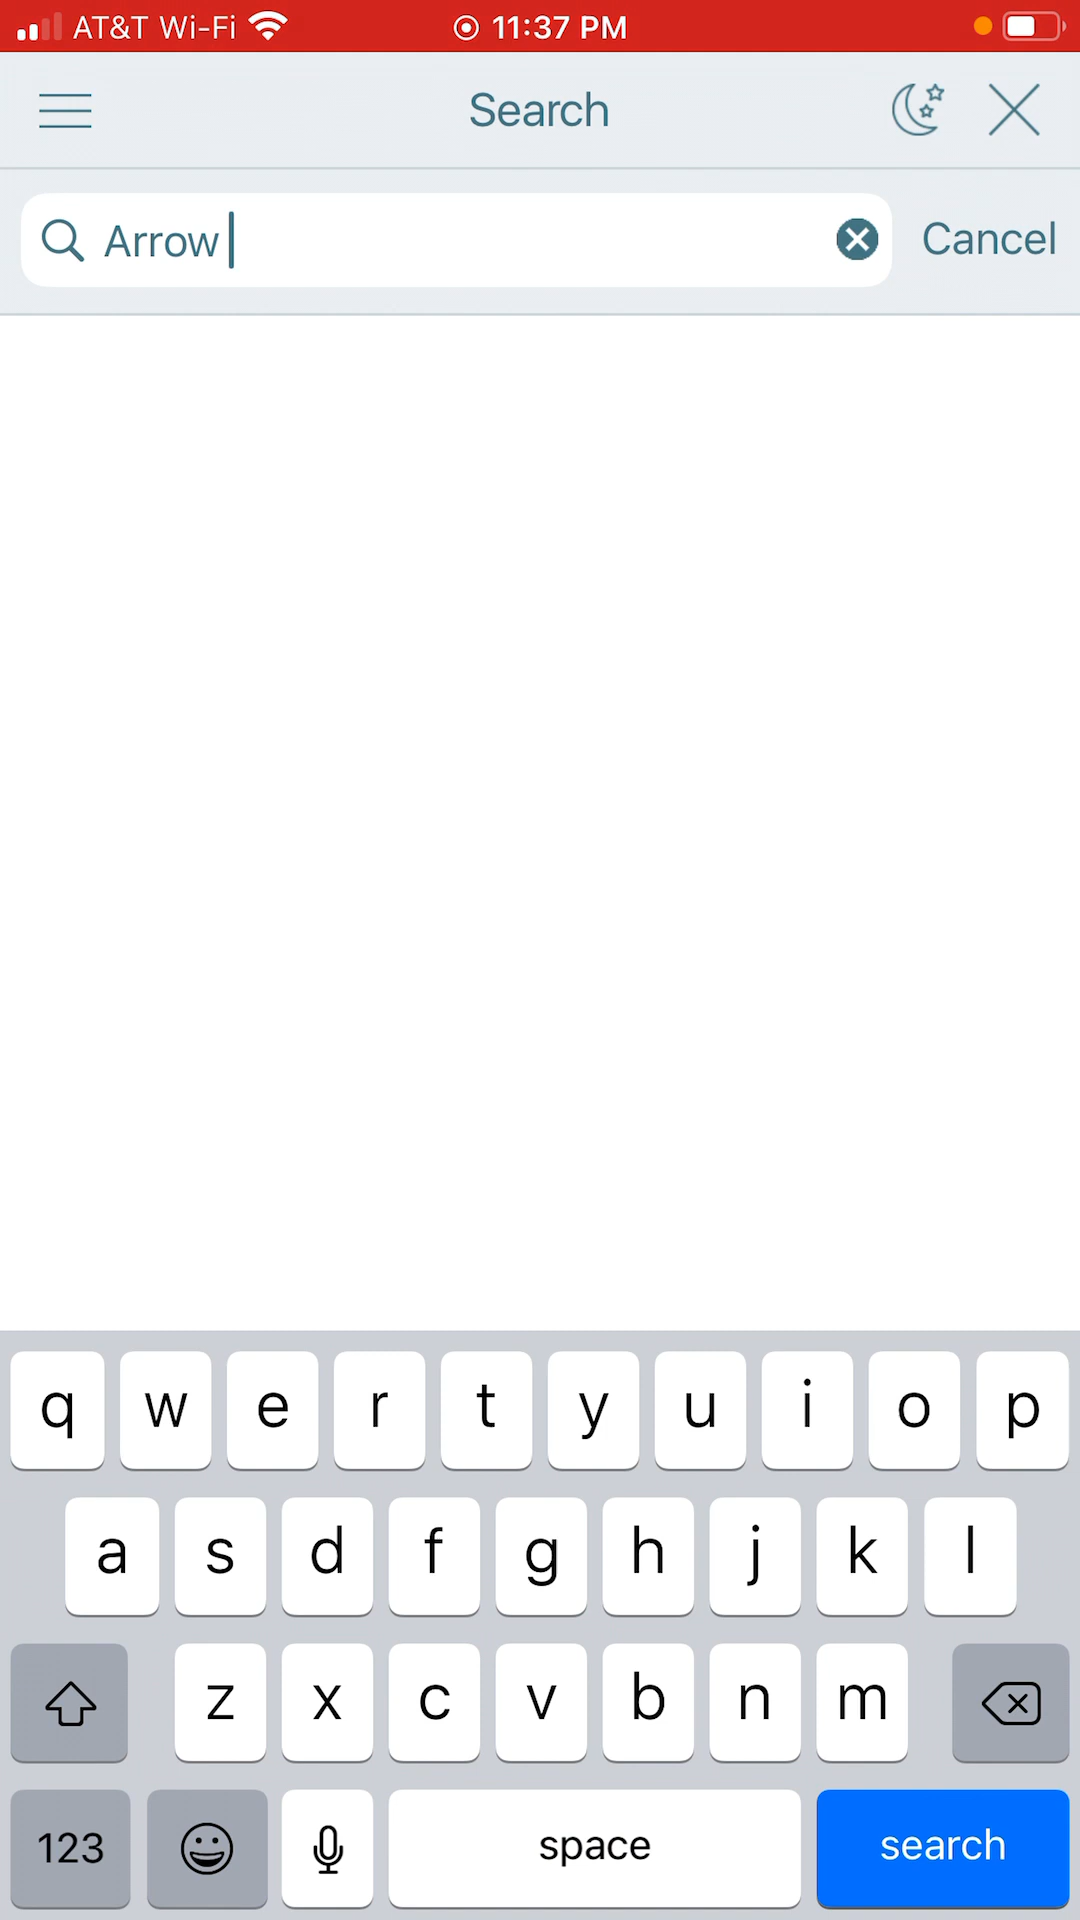 AT&T Wi-Fi 11:37 PM
Search
Arrow Cancel
q w e r t y u i o p
a s d f g h j k l
z x c v b n m
123 space search